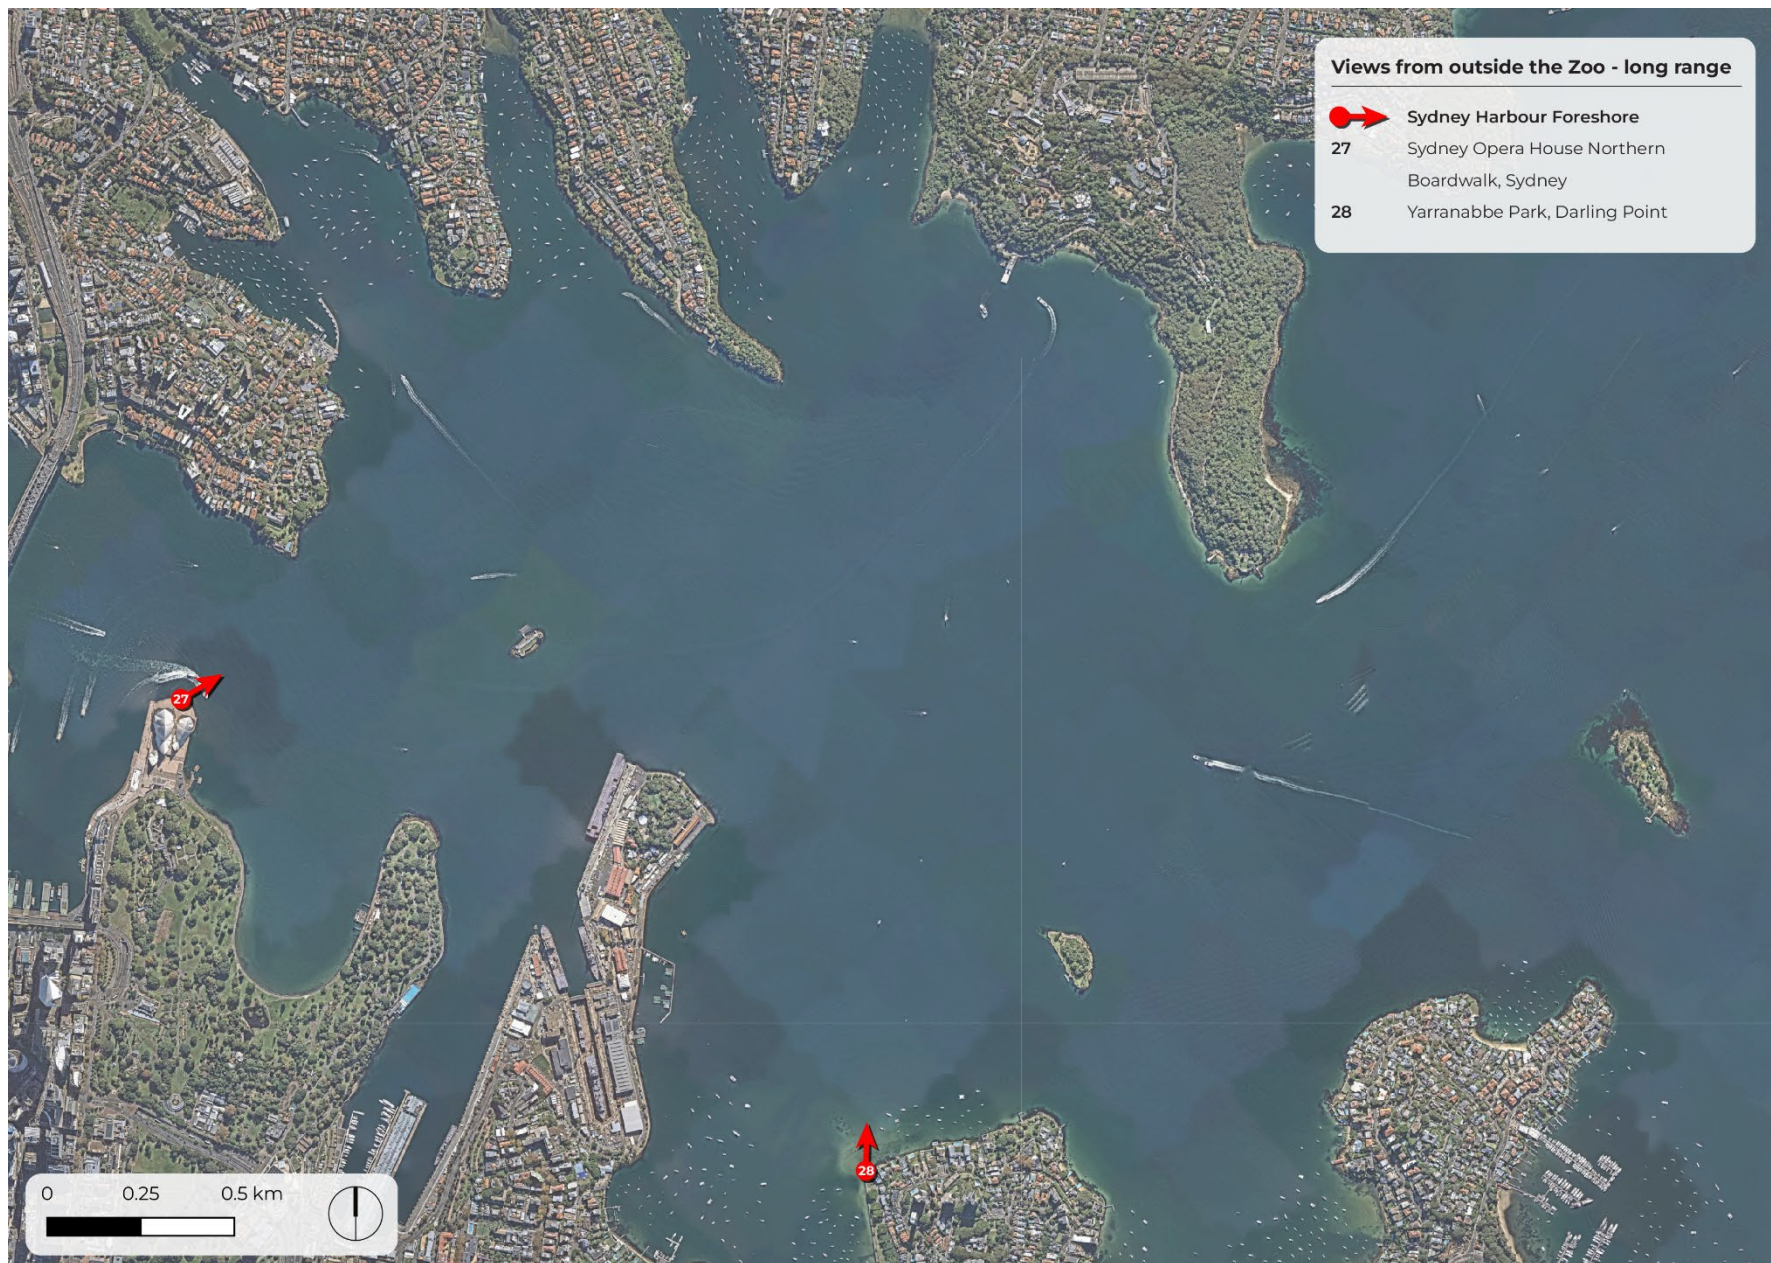 Views from outside the Zoo - long range
Sydney Harbour Foreshore
27 Sydney Opera House Northern
Boardwalk, Sydney
28 Yarranabbe Park, Darling Point
27
28
0 0.25 0.5 km